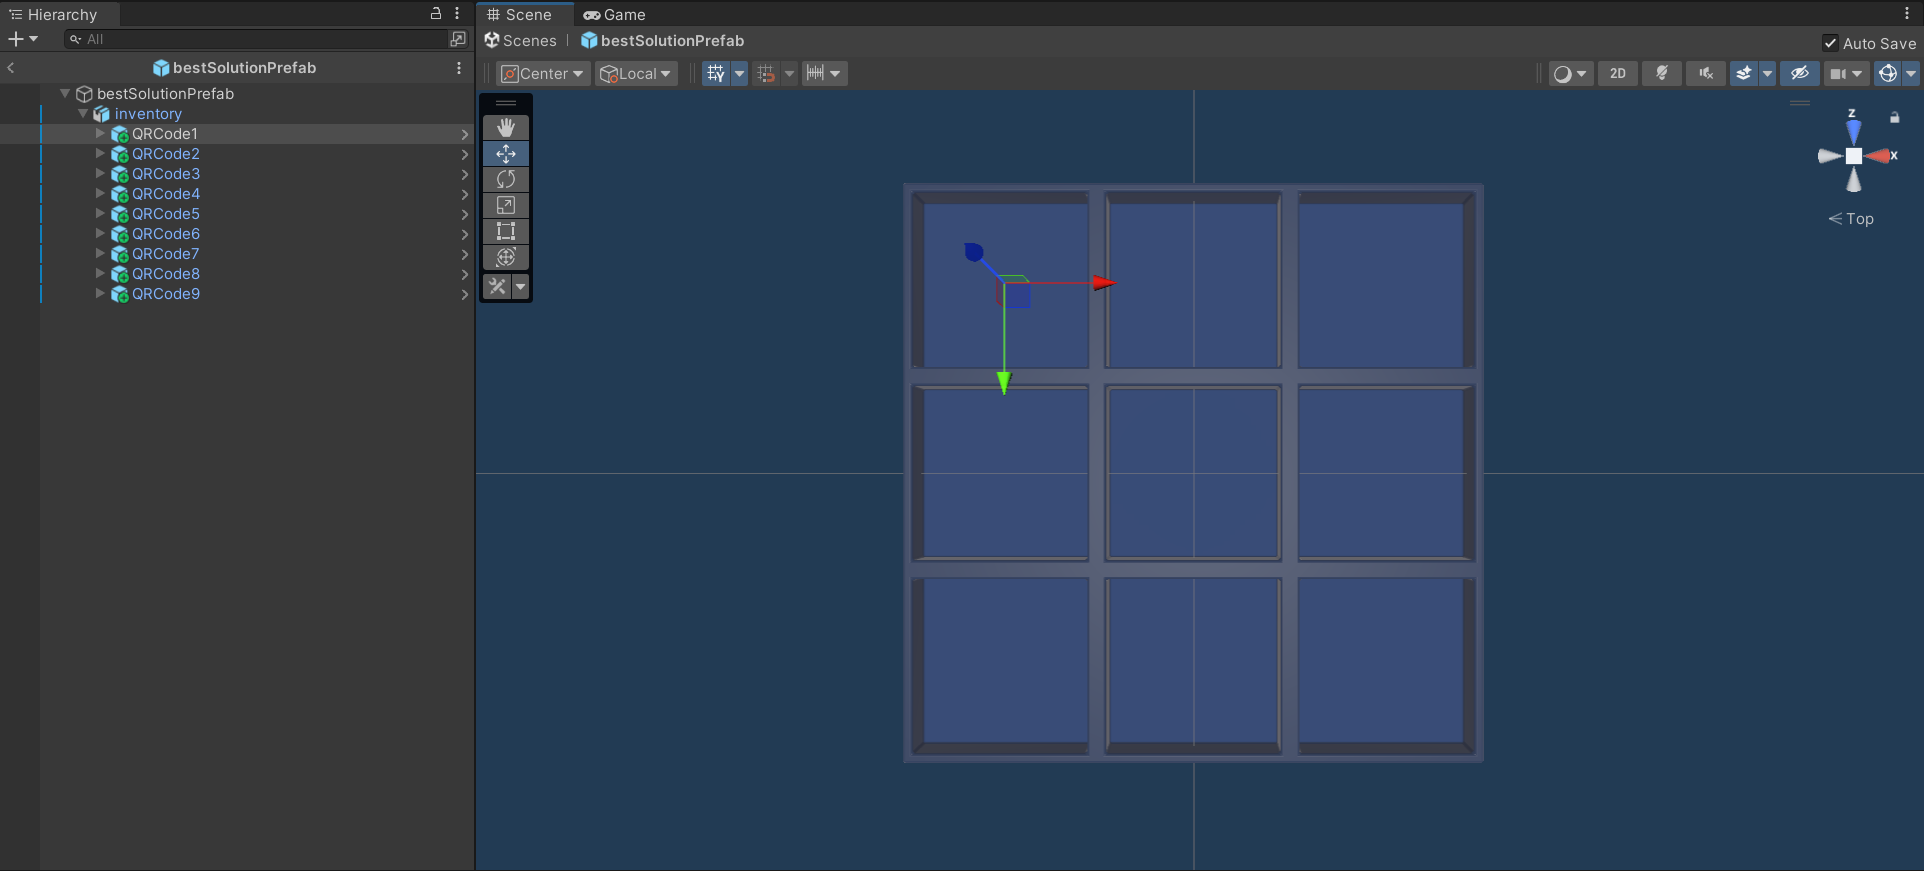 Hierarchy
All
bestSolutionPrefab
bestSolutionPrefab
inventory
QRCode1
QRCode2
QRCode3
QRCode4
QRCode5
QRCode6
QRCode7
QRCode8
QRCode9
Scene Game
Scenes | bestSolutionPrefab Auto Save
Center Local Y 2D
z
x
Top